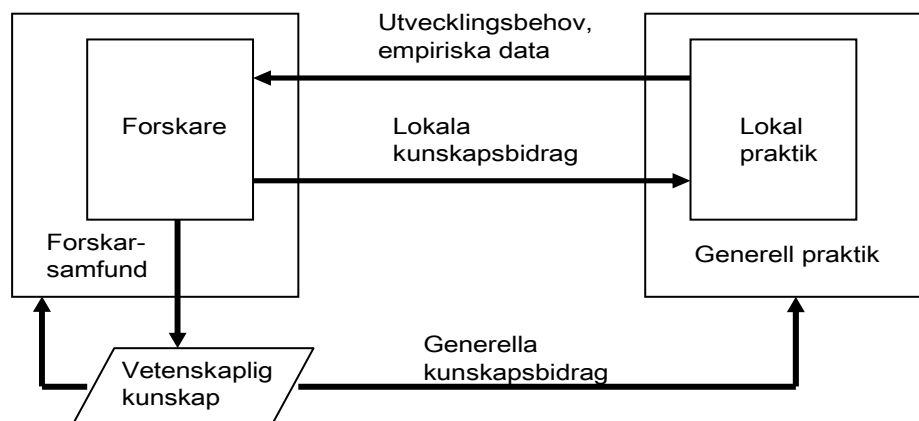 Utvecklingsbehov,
empiriska data
Forskare
Lokala
kunskapsbidrag
Lokal
praktik
Forskar-
samfund
Generell praktik
Vetenskaplig
kunskap
Generella
kunskapsbidrag